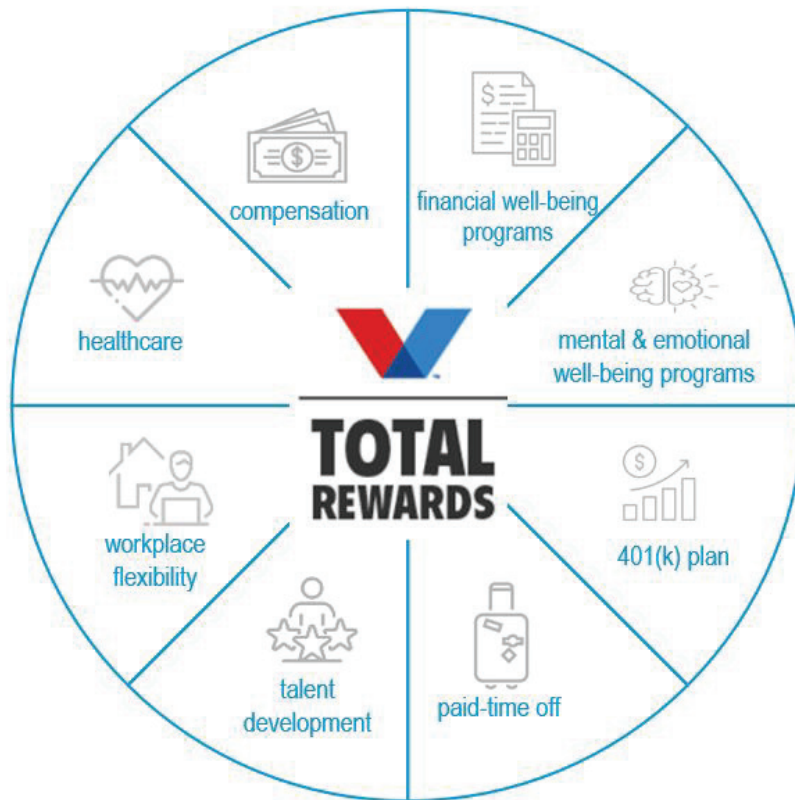 compensation
financial well-being
programs
mental & emotional
well-being programs
401(k) plan
paid-time off
talent
development
workplace
flexibility
healthcare
TM
TOTAL
REWARDS